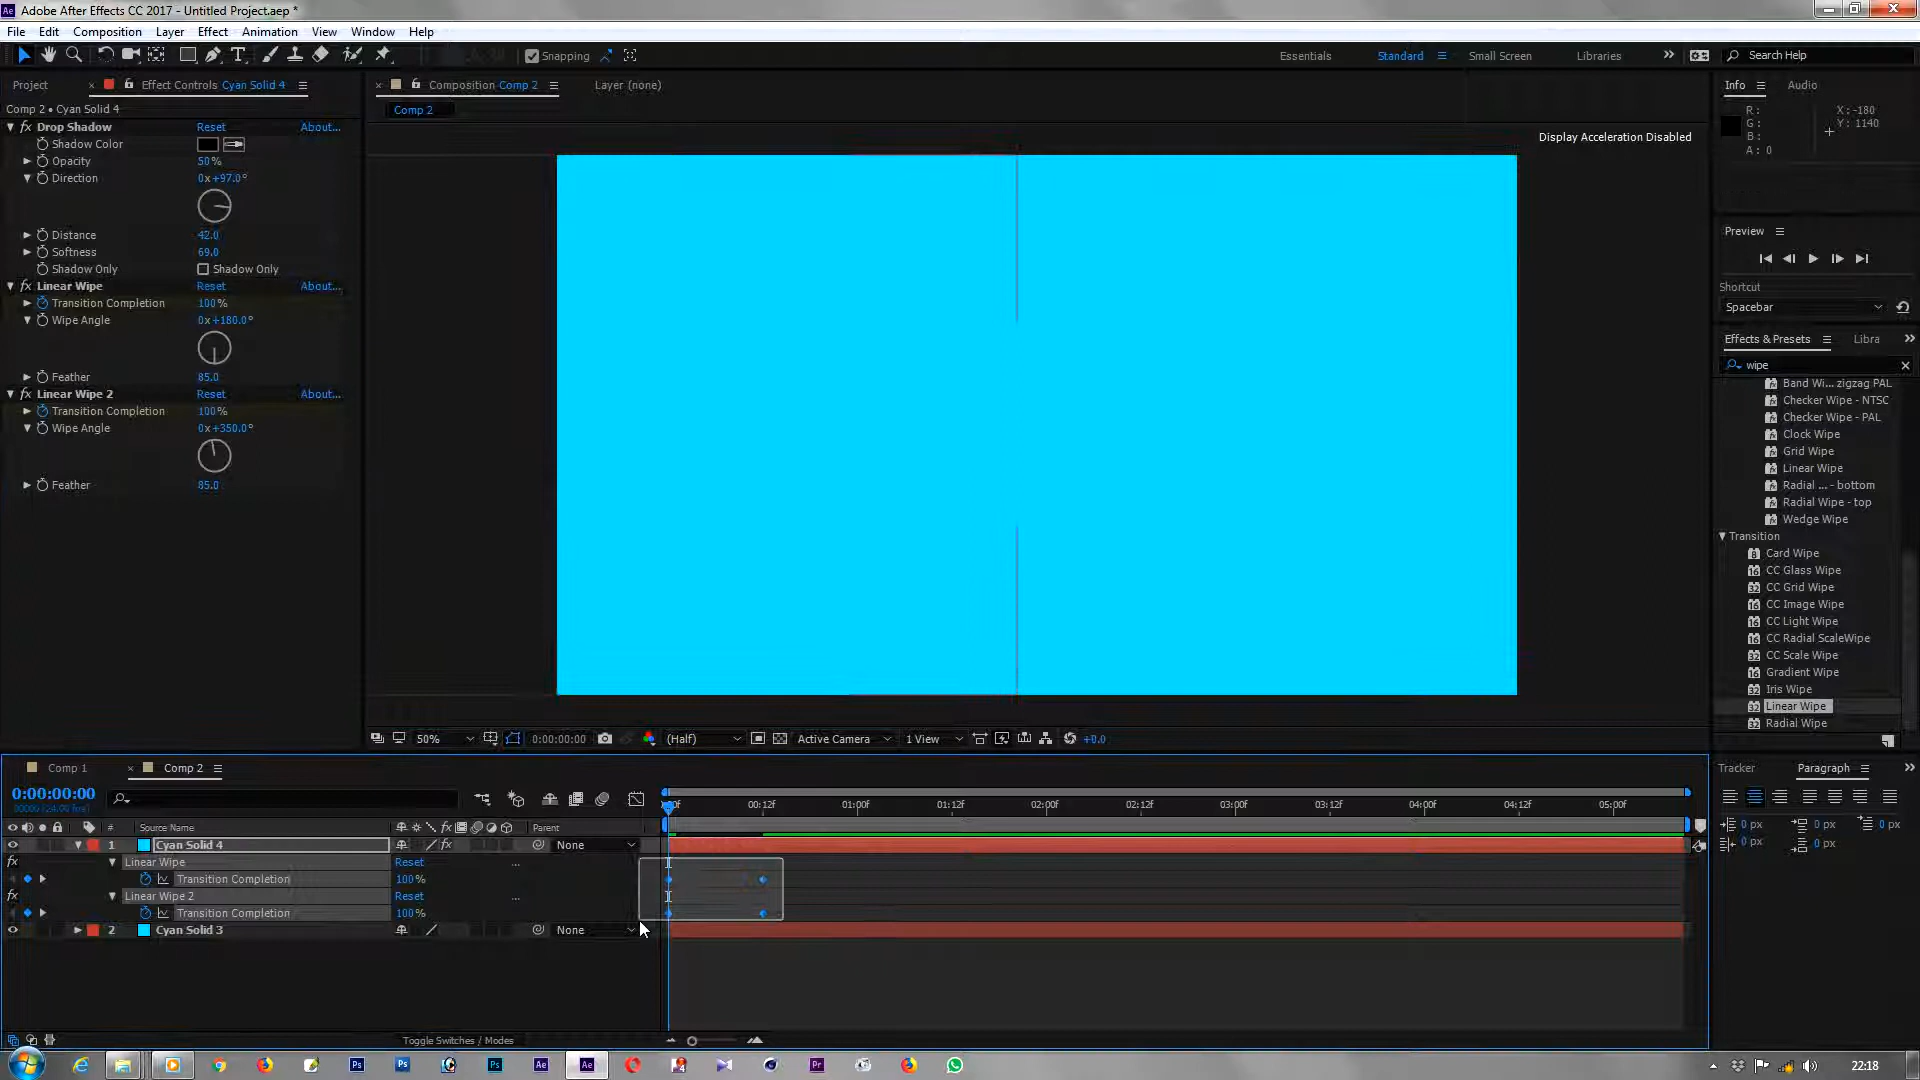 Adobe After Effects CC 2017 - Untitled Project.aep *
File Edit Composition Layer Effect Animation View Window Help
Snapping Essentials Standard Small Screen Libraries Search Help
Project Effect Controls Cyan Solid 4 Composition Comp 2 Layer (none) Info Audio
Comp 2 • Cyan Solid 4
Comp 2
R : X : -180
G : Y : 1140
B :
A : 0
Display Acceleration Disabled
fx Drop Shadow Reset About...
Shadow Color
Opacity 50 %
Direction 0x +97.0°
Distance 42.0
Softness 69.0
Shadow Only Shadow Only
fx Linear Wipe Reset About...
Transition Completion 100 %
Wipe Angle 0x +180.0°
Feather 85.0
fx Linear Wipe 2 Reset About...
Transition Completion 100 %
Wipe Angle 0x +350.0°
Feather 85.0
Preview
Shortcut
Spacebar
Effects & Presets Libra
wipe
Band Wi... zigzag PAL
Checker Wipe - NTSC
Checker Wipe - PAL
Clock Wipe
Grid Wipe
Linear Wipe
Radial ... - bottom
Radial Wipe - top
Wedge Wipe
Transition
Card Wipe
CC Glass Wipe
CC Grid Wipe
CC Image Wipe
CC Light Wipe
CC Radial ScaleWipe
CC Scale Wipe
Gradient Wipe
Iris Wipe
Linear Wipe
Radial Wipe
50% 0:00:00:00 (Half) Active Camera 1 View +0.0
Comp 1 Comp 2
Tracker Paragraph
0:00:00:00
00:12f 01:00f 01:12f 02:00f 02:12f 03:00f 03:12f 04:00f 04:12f 05:00f
# Source Name Parent
1 Cyan Solid 4 None
Linear Wipe Reset ...
Transition Completion 100 %
Linear Wipe 2 Reset ...
Transition Completion 100 %
2 Cyan Solid 3 None
0 px 0 px 0 px
0 px 0 px
Toggle Switches / Modes
22:18